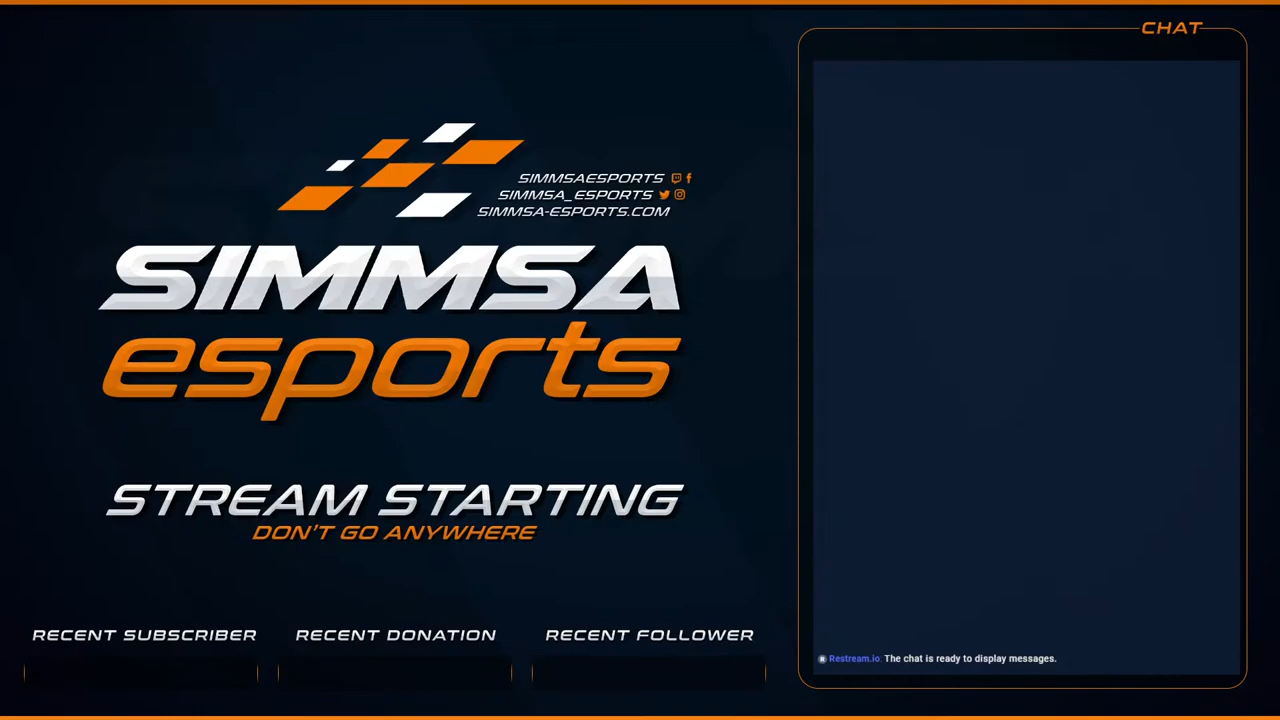 CHAT
SIMMSAESPORTS
SIMMSA_ESPORTS
SIMMSA-ESPORTS.COM
SIMMSA
esports
STREAM STARTING
DON'T GO ANYWHERE
RECENT SUBSCRIBER
RECENT DONATION
RECENT FOLLOWER
Restream.io: The chat is ready to display messages.